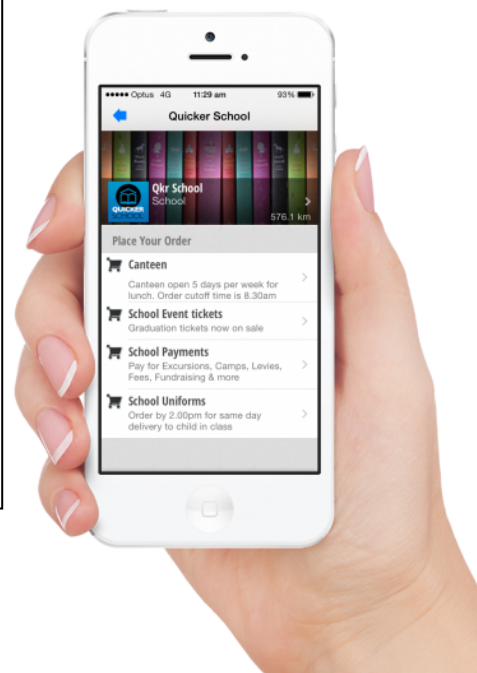 Optus 4G 11:29 am 93%
Quicker School
Qkr School
School
QUICKER
SCHOOL
576.1 km
Place Your Order
Canteen
Canteen open 5 days per week for
lunch. Order cutoff time is 8.30am
School Event tickets
Graduation tickets now on sale
School Payments
Pay for Excursions, Camps, Levies,
Fees, Fundraising & more
School Uniforms
Order by 2.00pm for same day
delivery to child in class